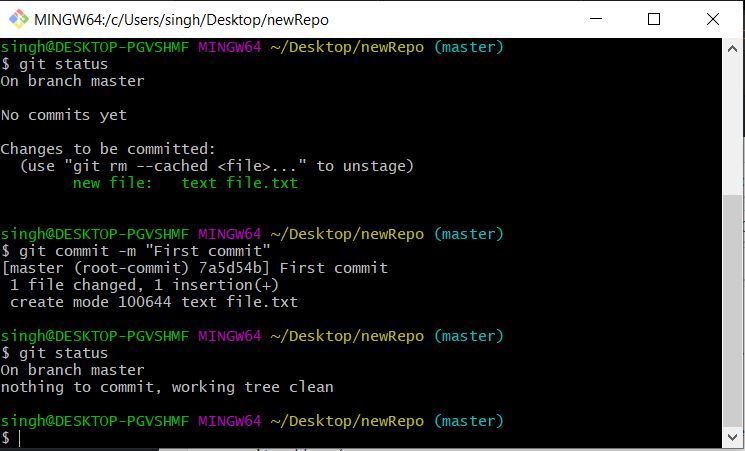 MINGW64:/c/Users/singh/Desktop/newRepo
singh@DESKTOP-PGVSHMF MINGW64 ~/Desktop/newRepo (master)
$ git status
On branch master

No commits yet

Changes to be committed:
  (use "git rm --cached <file>..." to unstage)
        new file:   text file.txt


singh@DESKTOP-PGVSHMF MINGW64 ~/Desktop/newRepo (master)
$ git commit -m "First commit"
[master (root-commit) 7a5d54b] First commit
 1 file changed, 1 insertion(+)
 create mode 100644 text file.txt

singh@DESKTOP-PGVSHMF MINGW64 ~/Desktop/newRepo (master)
$ git status
On branch master
nothing to commit, working tree clean

singh@DESKTOP-PGVSHMF MINGW64 ~/Desktop/newRepo (master)
$